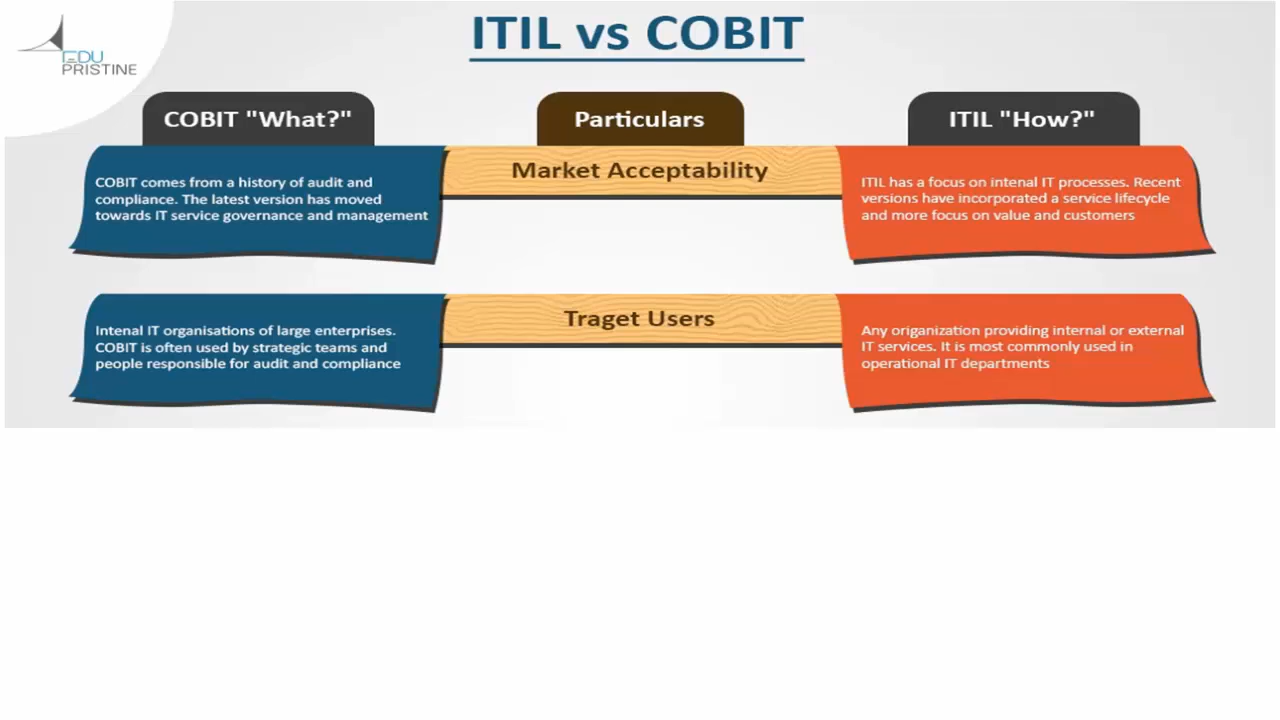 ITIL vs COBIT
EDU
PRISTINE
COBIT "What?"
Particulars
ITIL "How?"
Market Acceptability
COBIT comes from a history of audit and
compliance. The latest version has moved
towards IT service governance and management
ITIL has a focus on intenal IT processes. Recent
versions have incorporated a service lifecycle
and more focus on value and customers
Traget Users
Intenal IT organisations of large enterprises.
COBIT is often used by strategic teams and
people responsible for audit and compliance
Any origanization providing internal or external
IT services. It is most commonly used in
operational IT departments